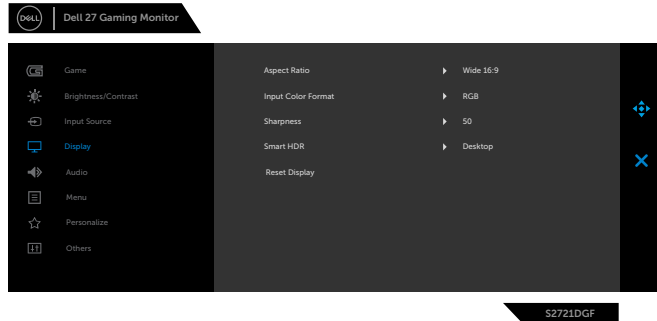 DELL
Dell 27 Gaming Monitor
Game
Aspect Ratio Wide 16:9
Brightness/Contrast
Input Color Format RGB
Input Source
Sharpness 50
Display
Smart HDR Desktop
Audio
Reset Display
Menu
Personalize
Others
S2721DGF